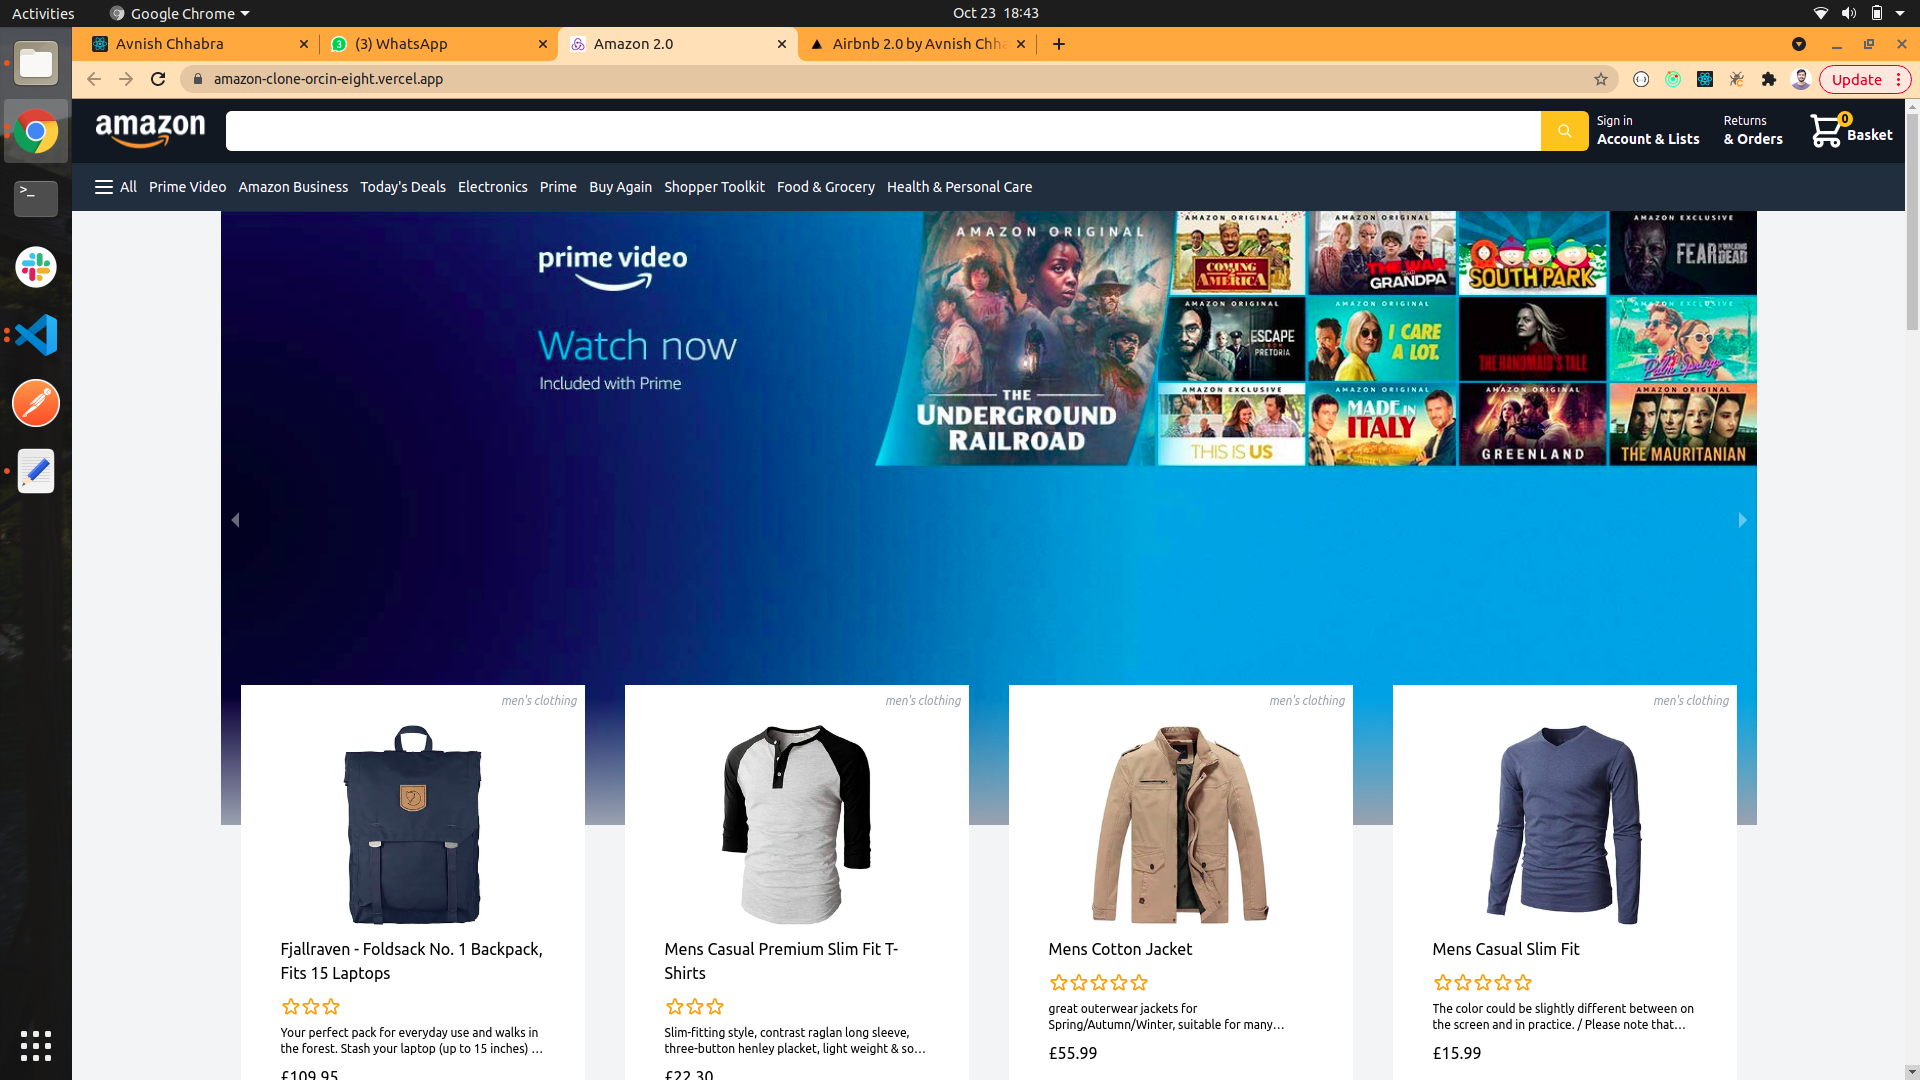 Activities
Google Chrome
Oct 23 18:43
Avnish Chhabra
(3) WhatsApp
Amazon 2.0
Airbnb 2.0 by Avnish Chha
amazon-clone-orcin-eight.vercel.app
Update
amazon
Sign in
Account & Lists
Returns
& Orders
0
Basket
All Prime Video Amazon Business Today's Deals Electronics Prime Buy Again Shopper Toolkit Food & Grocery Health & Personal Care
prime video
Watch now
Included with Prime
AMAZON ORIGINAL
THE
UNDERGROUND
RAILROAD
AMAZON ORIGINAL
COMING 2
AMERICA
AMAZON ORIGINAL
THE WAR
GRANDPA
AMAZON ORIGINAL
SOUTH PARK
AMAZON EXCLUSIVE
FEAR THE WALKING DEAD
AMAZON ORIGINAL
ESCAPE
FROM
PRETORIA
AMAZON ORIGINAL
I CARE
A LOT.
THE HANDMAID'S TALE
AMAZON EXCLUSIVE
Palm Springs
AMAZON EXCLUSIVE
THIS IS US
AMAZON ORIGINAL
MADE IN
ITALY
AMAZON ORIGINAL
GREENLAND
AMAZON ORIGINAL
THE MAURITANIAN
men's clothing
Fjallraven - Foldsack No. 1 Backpack,
Fits 15 Laptops
Your perfect pack for everyday use and walks in
the forest. Stash your laptop (up to 15 inches) …
£109.95
men's clothing
Mens Casual Premium Slim Fit T-
Shirts
Slim-fitting style, contrast raglan long sleeve,
three-button henley placket, light weight & so…
£22.30
men's clothing
Mens Cotton Jacket
great outerwear jackets for
Spring/Autumn/Winter, suitable for many…
£55.99
men's clothing
Mens Casual Slim Fit
The color could be slightly different between on
the screen and in practice. / Please note that…
£15.99